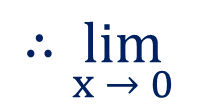 ∴ lim
x → 0